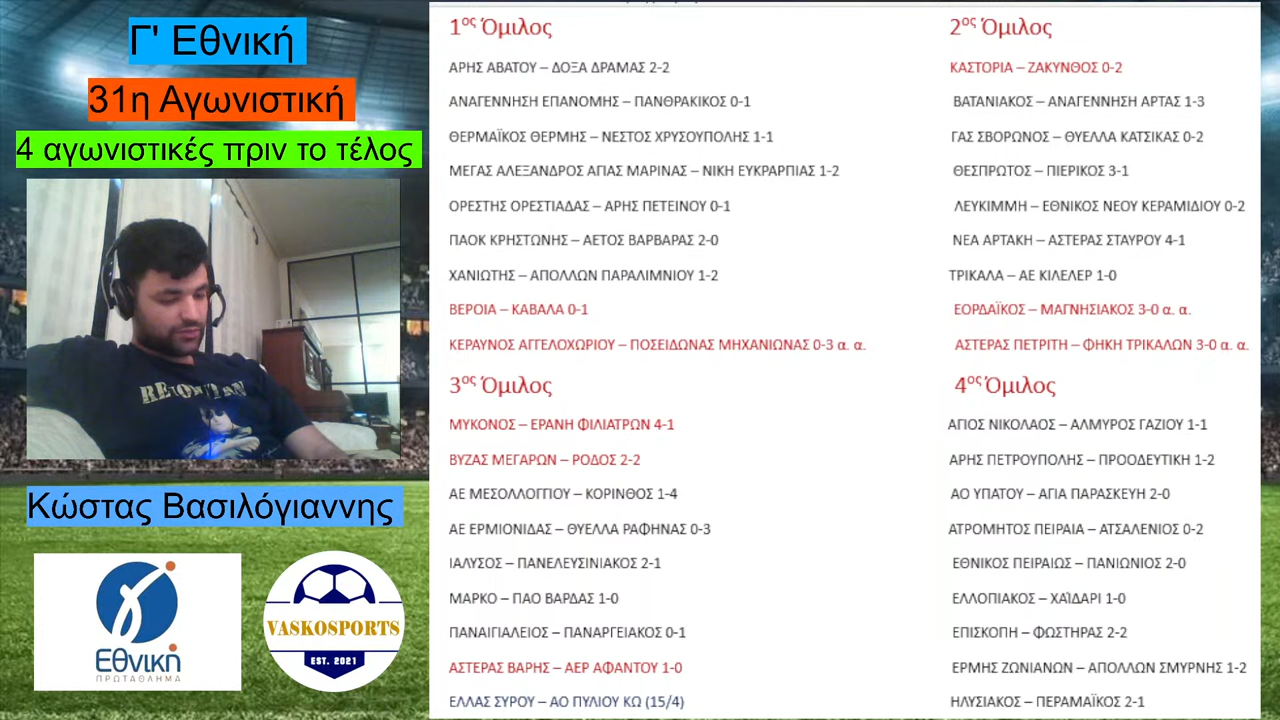 Γ' Εθνική
31η Αγωνιστική
4 αγωνιστικές πριν το τέλος
Κώστας Βασιλόγιαννης
Εθνική
ΠΡΩΤΑΘΛΗΜΑ
VASKOSPORTS
EST. 2021
1ος Όμιλος
ΑΡΗΣ ΑΒΑΤΟΥ – ΔΟΞΑ ΔΡΑΜΑΣ 2-2
ΑΝΑΓΕΝΝΗΣΗ ΕΠΑΝΟΜΗΣ – ΠΑΝΘΡΑΚΙΚΟΣ 0-1
ΘΕΡΜΑΪΚΟΣ ΘΕΡΜΗΣ – ΝΕΣΤΟΣ ΧΡΥΣΟΥΠΟΛΗΣ 1-1
ΜΕΓΑΣ ΑΛΕΞΑΝΔΡΟΣ ΑΓΙΑΣ ΜΑΡΙΝΑΣ – ΝΙΚΗ ΕΥΚΡΑΡΠΙΑΣ 1-2
ΟΡΕΣΤΗΣ ΟΡΕΣΤΙΑΔΑΣ – ΑΡΗΣ ΠΕΤΕΙΝΟΥ 0-1
ΠΑΟΚ ΚΡΗΣΤΩΝΗΣ – ΑΕΤΟΣ ΒΑΡΒΑΡΑΣ 2-0
ΧΑΝΙΩΤΗΣ – ΑΠΟΛΛΩΝ ΠΑΡΑΛΙΜΝΙΟΥ 1-2
ΒΕΡΟΙΑ – ΚΑΒΑΛΑ 0-1
ΚΕΡΑΥΝΟΣ ΑΓΓΕΛΟΧΩΡΙΟΥ – ΠΟΣΕΙΔΩΝΑΣ ΜΗΧΑΝΙΩΝΑΣ 0-3 α. α.
2ος Όμιλος
ΚΑΣΤΟΡΙΑ – ΖΑΚΥΝΘΟΣ 0-2
ΒΑΤΑΝΙΑΚΟΣ – ΑΝΑΓΕΝΝΗΣΗ ΑΡΤΑΣ 1-3
ΓΑΣ ΣΒΟΡΩΝΟΣ – ΘΥΕΛΛΑ ΚΑΤΣΙΚΑΣ 0-2
ΘΕΣΠΡΩΤΟΣ – ΠΙΕΡΙΚΟΣ 3-1
ΛΕΥΚΙΜΜΗ – ΕΘΝΙΚΟΣ ΝΕΟΥ ΚΕΡΑΜΙΔΙΟΥ 0-2
ΝΕΑ ΑΡΤΑΚΗ – ΑΣΤΕΡΑΣ ΣΤΑΥΡΟΥ 4-1
ΤΡΙΚΑΛΑ – ΑΕ ΚΙΛΕΛΕΡ 1-0
ΕΟΡΔΑΪΚΟΣ – ΜΑΓΝΗΣΙΑΚΟΣ 3-0 α. α.
ΑΣΤΕΡΑΣ ΠΕΤΡΙΤΗ – ΦΗΚΗ ΤΡΙΚΑΛΩΝ 3-0 α. α.
3ος Όμιλος
ΜΥΚΟΝΟΣ – ΕΡΑΝΗ ΦΙΛΙΑΤΡΩΝ 4-1
ΒΥΖΑΣ ΜΕΓΑΡΩΝ – ΡΟΔΟΣ 2-2
ΑΕ ΜΕΣΟΛΟΓΓΙΟΥ – ΚΟΡΙΝΘΟΣ 1-4
ΑΕ ΕΡΜΙΟΝΙΔΑΣ – ΘΥΕΛΛΑ ΡΑΦΗΝΑΣ 0-3
ΙΑΛΥΣΟΣ – ΠΑΝΕΛΕΥΣΙΝΙΑΚΟΣ 2-1
ΜΑΡΚΟ – ΠΑΟ ΒΑΡΔΑΣ 1-0
ΠΑΝΑΙΓΙΑΛΕΙΟΣ – ΠΑΝΑΡΓΕΙΑΚΟΣ 0-1
ΑΣΤΕΡΑΣ ΒΑΡΗΣ – ΑΕΡ ΑΦΑΝΤΟΥ 1-0
ΕΛΛΑΣ ΣΥΡΟΥ – ΑΟ ΠΥΛΙΟΥ ΚΩ (15/4)
4ος Όμιλος
ΑΓΙΟΣ ΝΙΚΟΛΑΟΣ – ΑΛΜΥΡΟΣ ΓΑΖΙΟΥ 1-1
ΑΡΗΣ ΠΕΤΡΟΥΠΟΛΗΣ – ΠΡΟΟΔΕΥΤΙΚΗ 1-2
ΑΟ ΥΠΑΤΟΥ – ΑΓΙΑ ΠΑΡΑΣΚΕΥΗ 2-0
ΑΤΡΟΜΗΤΟΣ ΠΕΙΡΑΙΑ – ΑΤΣΑΛΕΝΙΟΣ 0-2
ΕΘΝΙΚΟΣ ΠΕΙΡΑΙΩΣ – ΠΑΝΙΩΝΙΟΣ 2-0
ΕΛΛΟΠΙΑΚΟΣ – ΧΑΪΔΑΡΙ 1-0
ΕΠΙΣΚΟΠΗ – ΦΩΣΤΗΡΑΣ 2-2
ΕΡΜΗΣ ΖΩΝΙΑΝΩΝ – ΑΠΟΛΛΩΝ ΣΜΥΡΝΗΣ 1-2
ΗΛΥΣΙΑΚΟΣ – ΠΕΡΑΜΑΪΚΟΣ 2-1